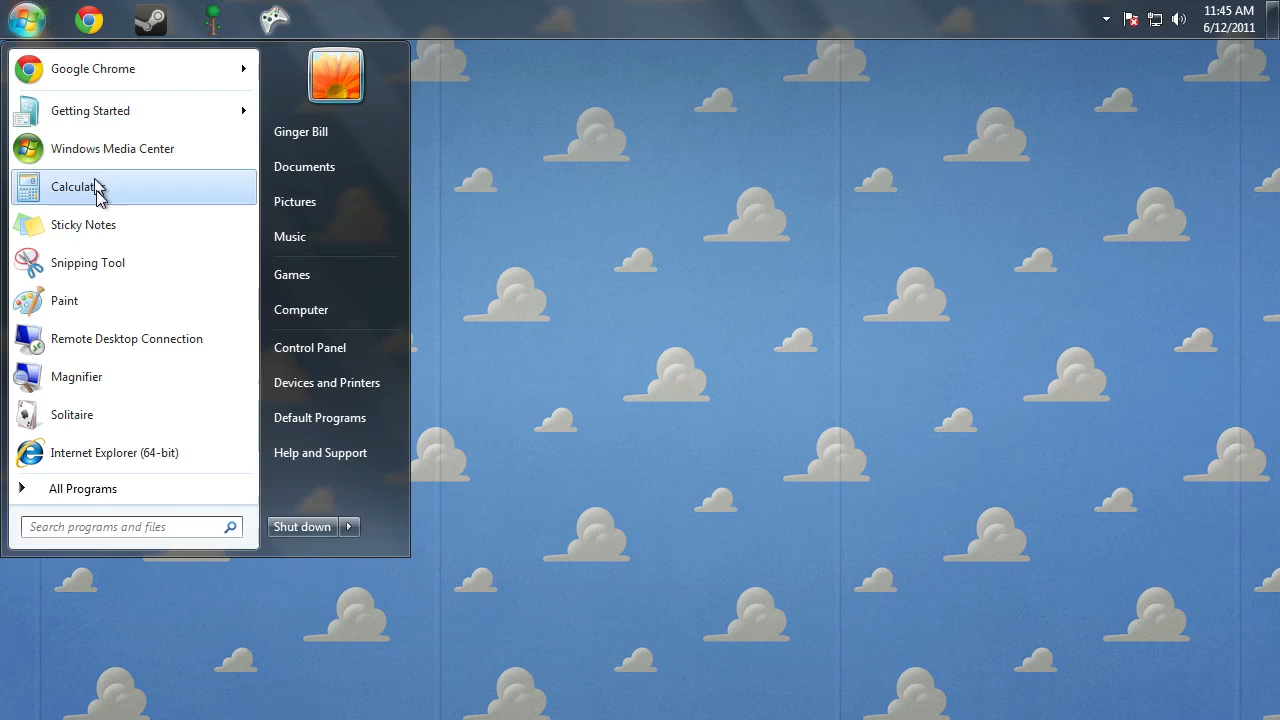 11:45 AM
6/12/2011
Google Chrome
Getting Started
Windows Media Center
Sticky Notes
Snipping Tool
Paint
Remote Desktop Connection
Magnifier
Solitaire
Internet Explorer (64-bit)
All Programs
Search programs and files
Ginger Bill
Documents
Pictures
Music
Games
Computer
Control Panel
Devices and Printers
Default Programs
Help and Support
Shut down